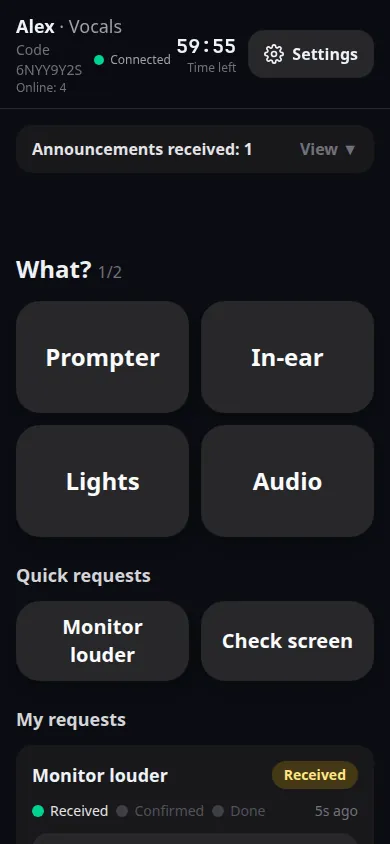 Alex · Vocals
Code
6NYY9Y2S
Online: 4
Connected
59:55
Time left
Settings
Announcements received: 1
View ▼
What? 1/2
Prompter
In-ear
Lights
Audio
Quick requests
Monitor
louder
Check screen
My requests
Monitor louder
Received
Received
Confirmed
Done
5s ago